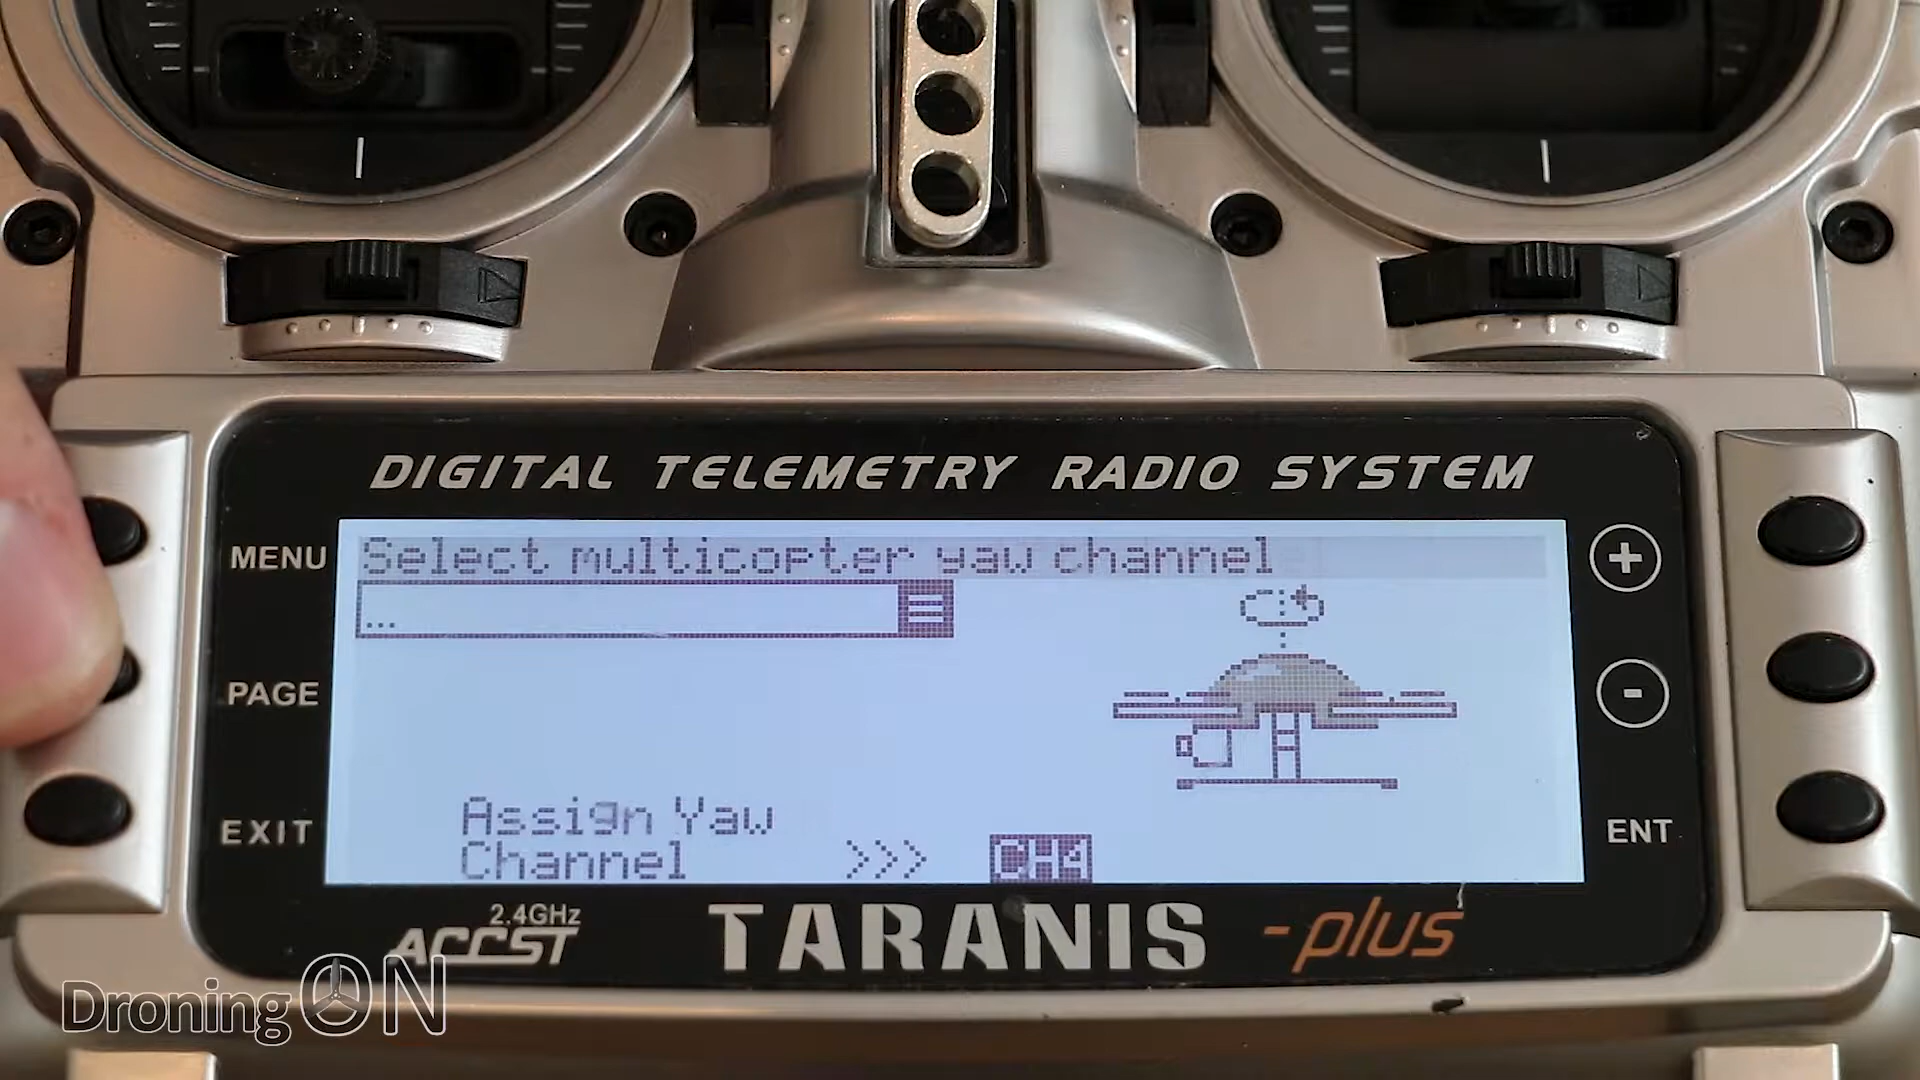 DIGITAL TELEMETRY RADIO SYSTEM
MENU
PAGE
EXIT
Select multicopter yaw channel
...
Assign Yaw
Channel >>> CH4
+
-
ENT
2.4GHz
ACCST
TARANIS -plus
DroningON